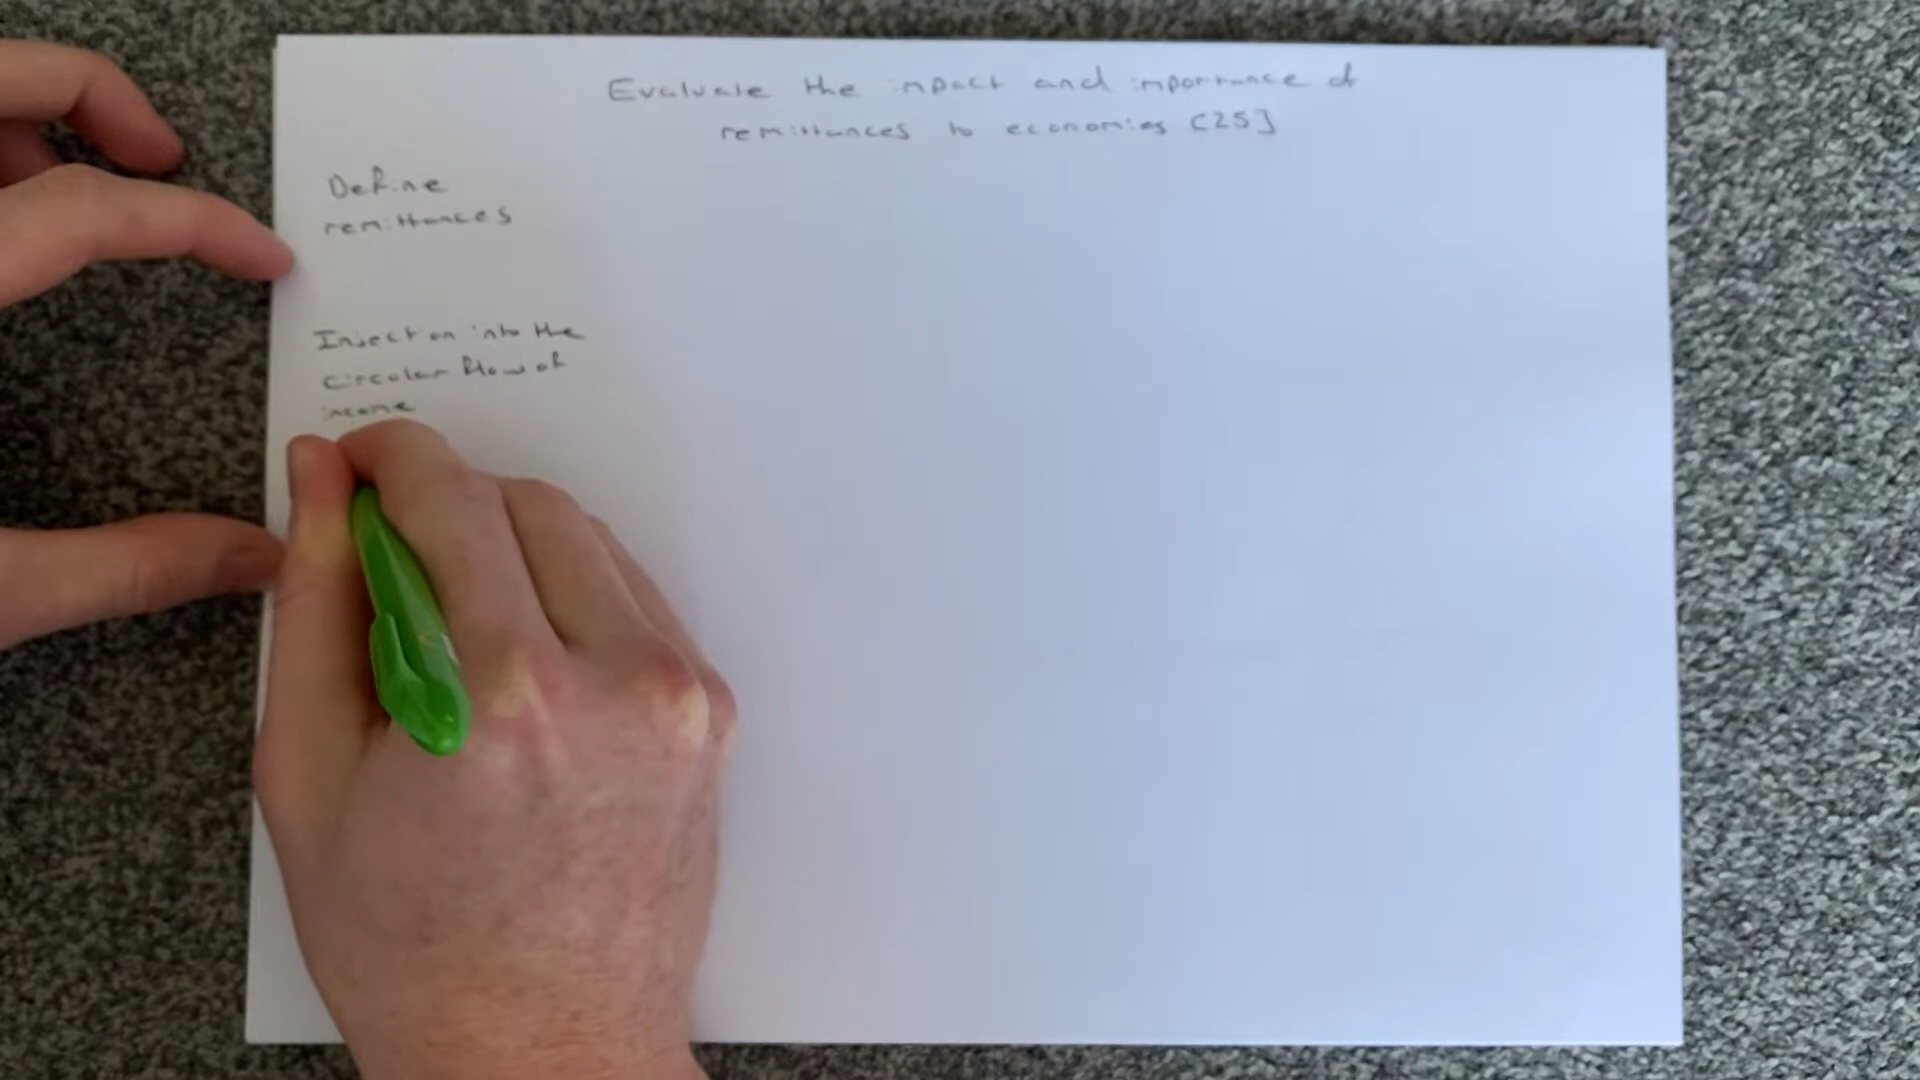 Evaluate the impact and importance of
remittances to economies [25]
Define
remittances
Injection into the
circular flow of
income